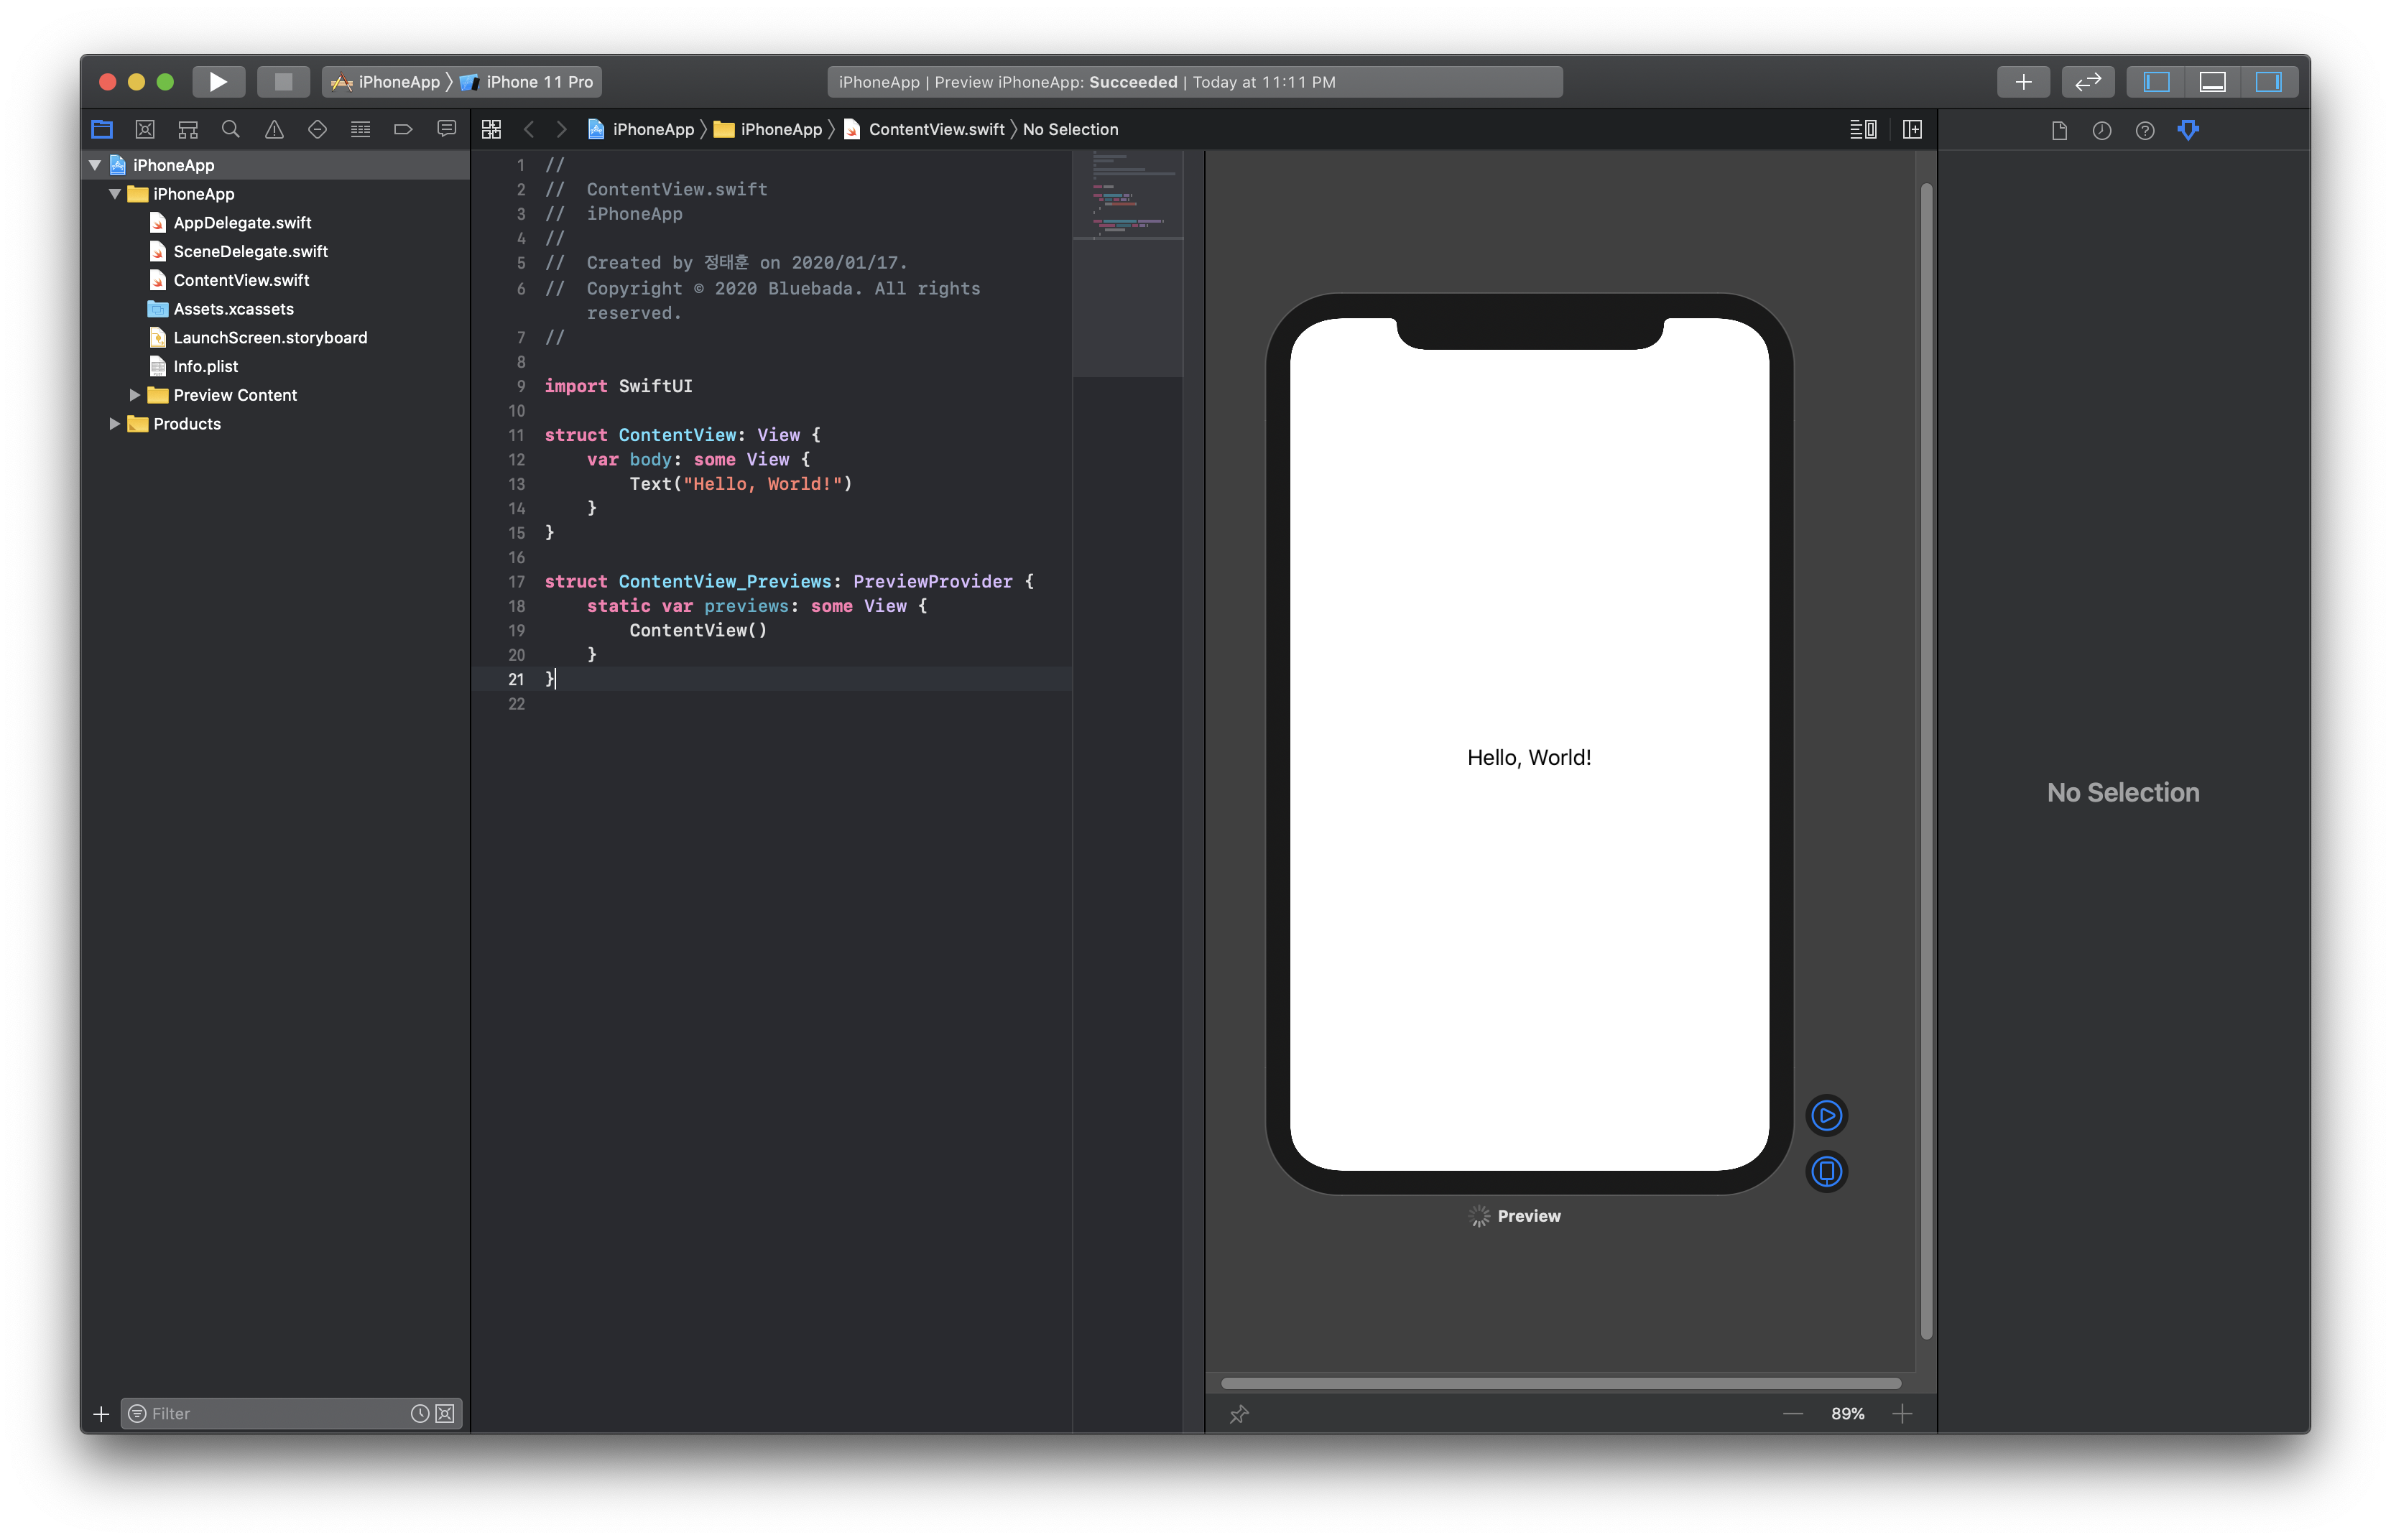 iPhoneApp 〉 iPhone 11 Pro
iPhoneApp | Preview iPhoneApp: Succeeded | Today at 11:11 PM
iPhoneApp 〉 iPhoneApp 〉 ContentView.swift 〉 No Selection
iPhoneApp
iPhoneApp
AppDelegate.swift
SceneDelegate.swift
ContentView.swift
Assets.xcassets
LaunchScreen.storyboard
Info.plist
Preview Content
Products
Filter
1 //
2 //  ContentView.swift
3 //  iPhoneApp
4 //
5 //  Created by 정태훈 on 2020/01/17.
6 //  Copyright © 2020 Bluebada. All rights
reserved.
7 //
8
9 import SwiftUI
10
11 struct ContentView: View {
12     var body: some View {
13         Text("Hello, World!")
14     }
15 }
16
17 struct ContentView_Previews: PreviewProvider {
18     static var previews: some View {
19         ContentView()
20     }
21 }
22
Hello, World!
Preview
89%
No Selection